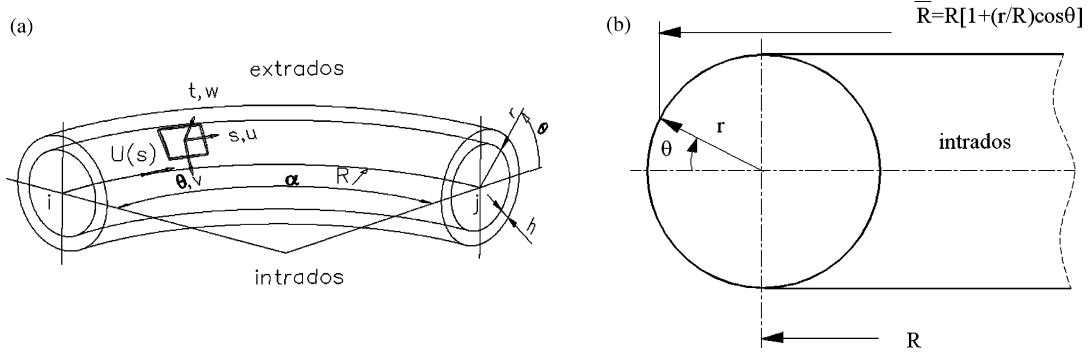 (a)
extrados
t,w
s,u
U(s)
θ,v
R
α
i
j
r
θ
h
intrados
(b)
R̅=R[1+(r/R)cosθ]
r
θ
intrados
R